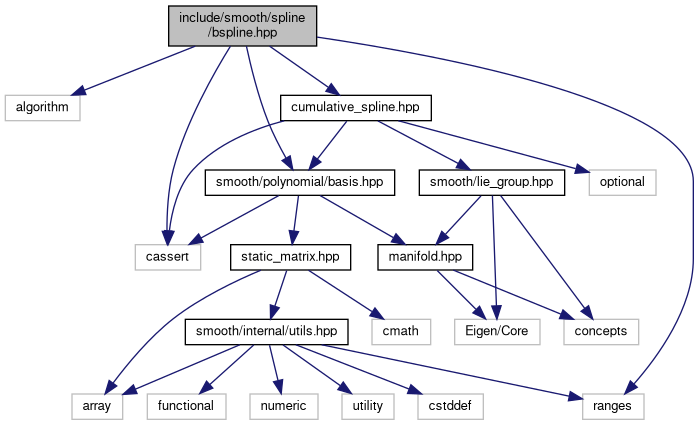 include/smooth/spline
/bspline.hpp
algorithm
cumulative_spline.hpp
smooth/polynomial/basis.hpp
smooth/lie_group.hpp
optional
cassert
static_matrix.hpp
manifold.hpp
smooth/internal/utils.hpp
cmath
Eigen/Core
concepts
array
functional
numeric
utility
cstddef
ranges